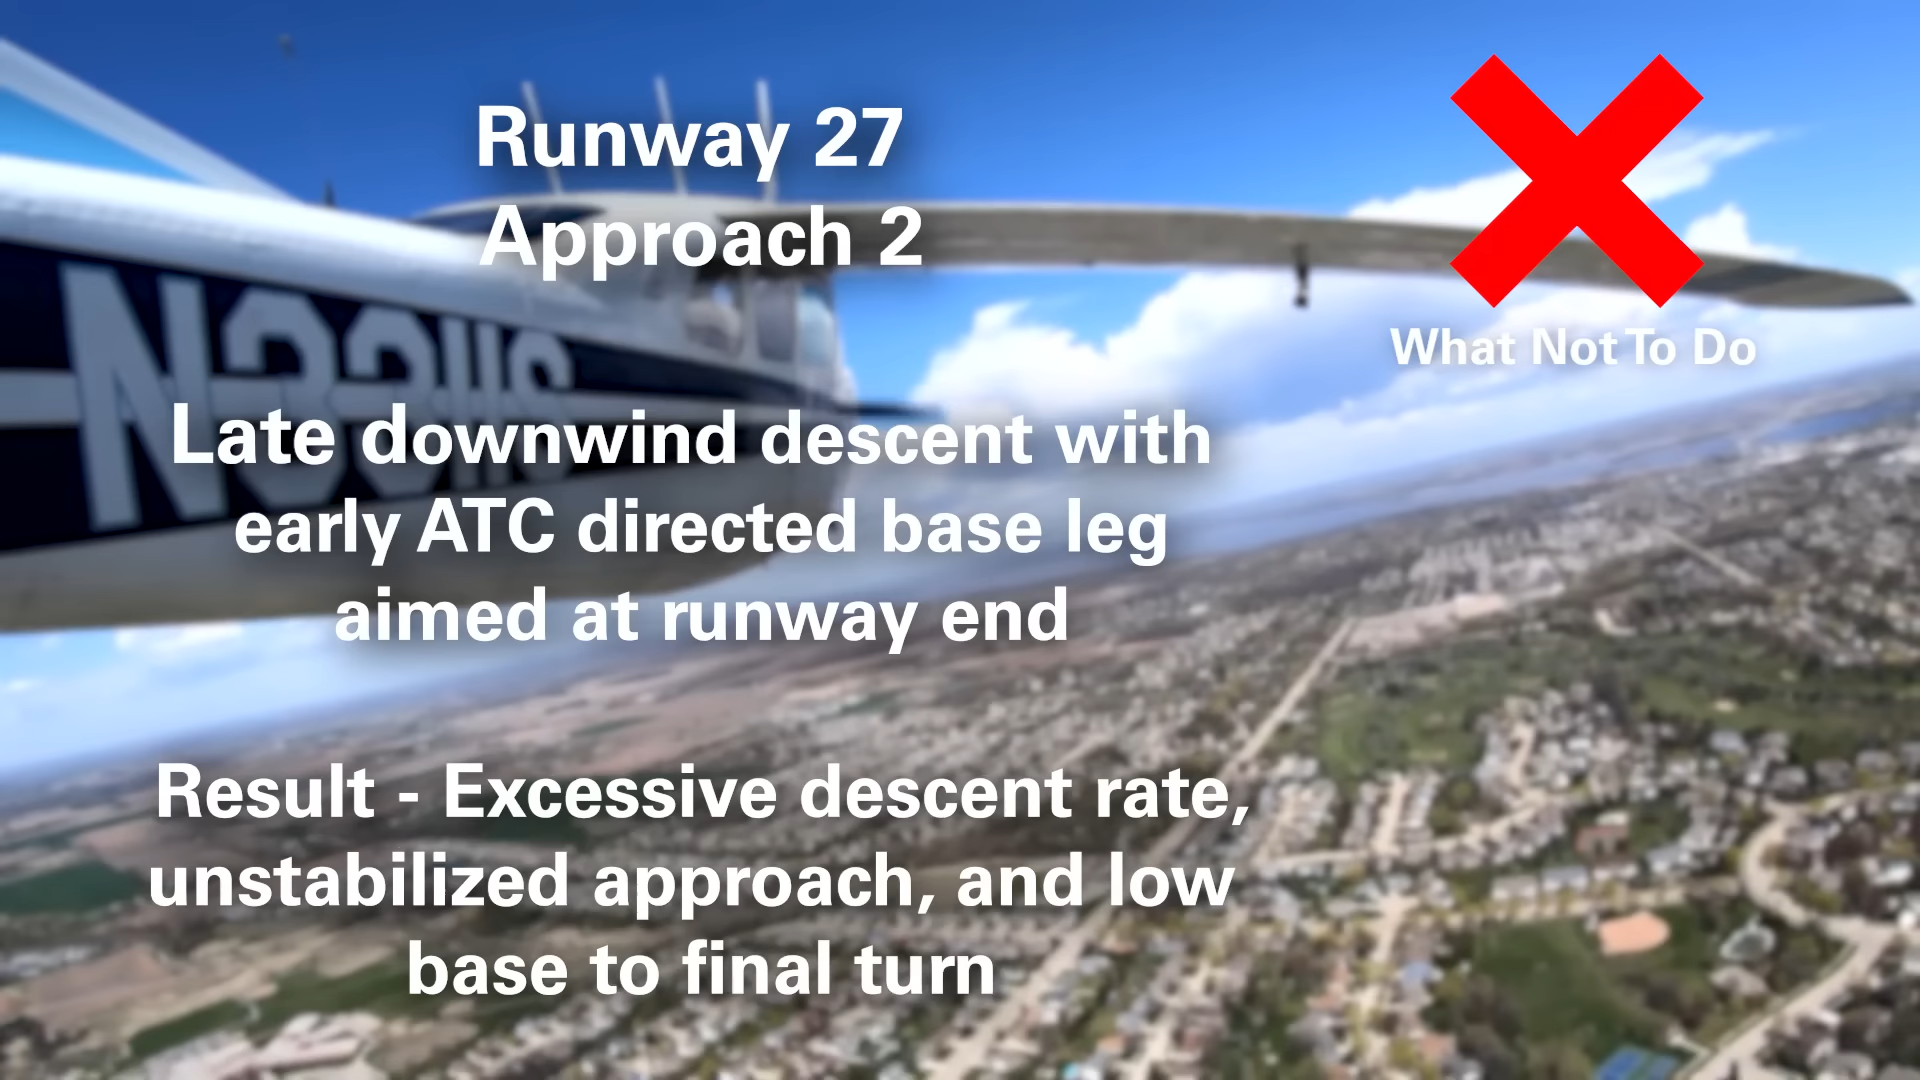 Runway 27
Approach 2
What Not To Do
Late downwind descent with
early ATC directed base leg
aimed at runway end
Result - Excessive descent rate,
unstabilized approach, and low
base to final turn